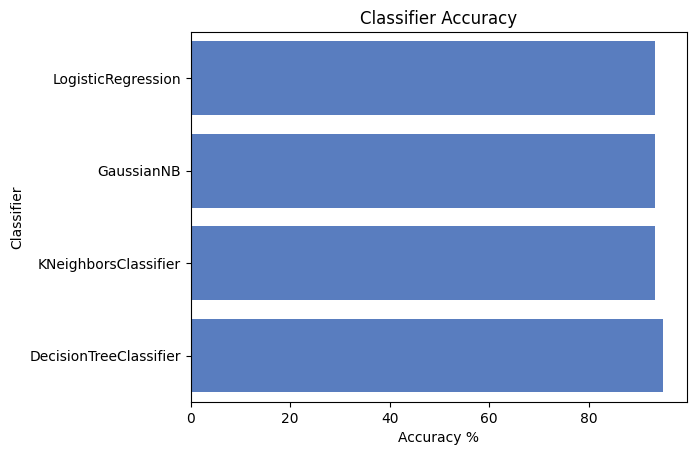 Classifier Accuracy
LogisticRegression
GaussianNB
KNeighborsClassifier
DecisionTreeClassifier
Classifier
0 20 40 60 80
Accuracy %